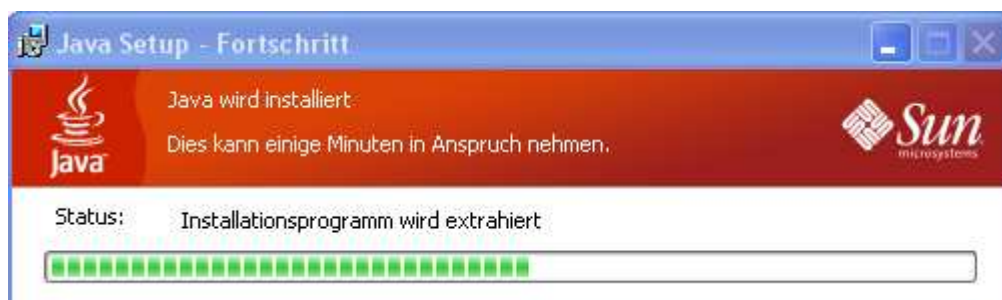 Java Setup - Fortschritt
Java wird installiert
Dies kann einige Minuten in Anspruch nehmen.
Java
Sun
microsystems
Status: Installationsprogramm wird extrahiert